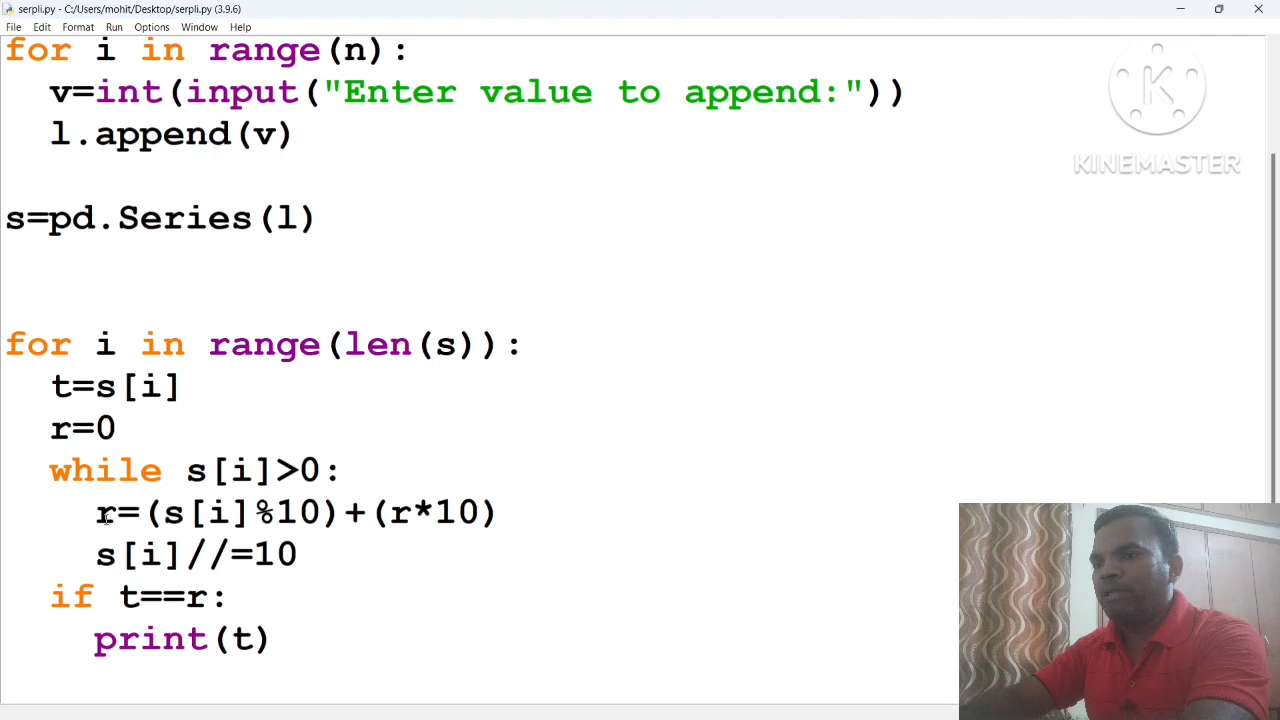 serpli.py - C:/Users/mohit/Desktop/serpli.py (3.9.6)
File Edit Format Run Options Window Help
for i in range(n):
v=int(input("Enter value to append:"))
l.append(v)
s=pd.Series(l)
for i in range(len(s)):
t=s[i]
r=0
while s[i]>0:
r=(s[i]%10)+(r*10)
s[i]//=10
if t==r:
print(t)
K
KINEMASTER